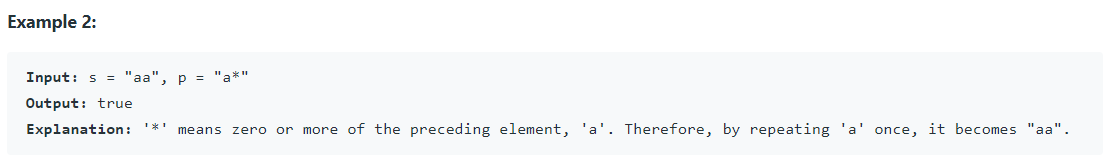 Example 2:
Input: s = "aa", p = "a*"
Output: true
Explanation: '*' means zero or more of the preceding element, 'a'. Therefore, by repeating 'a' once, it becomes "aa".